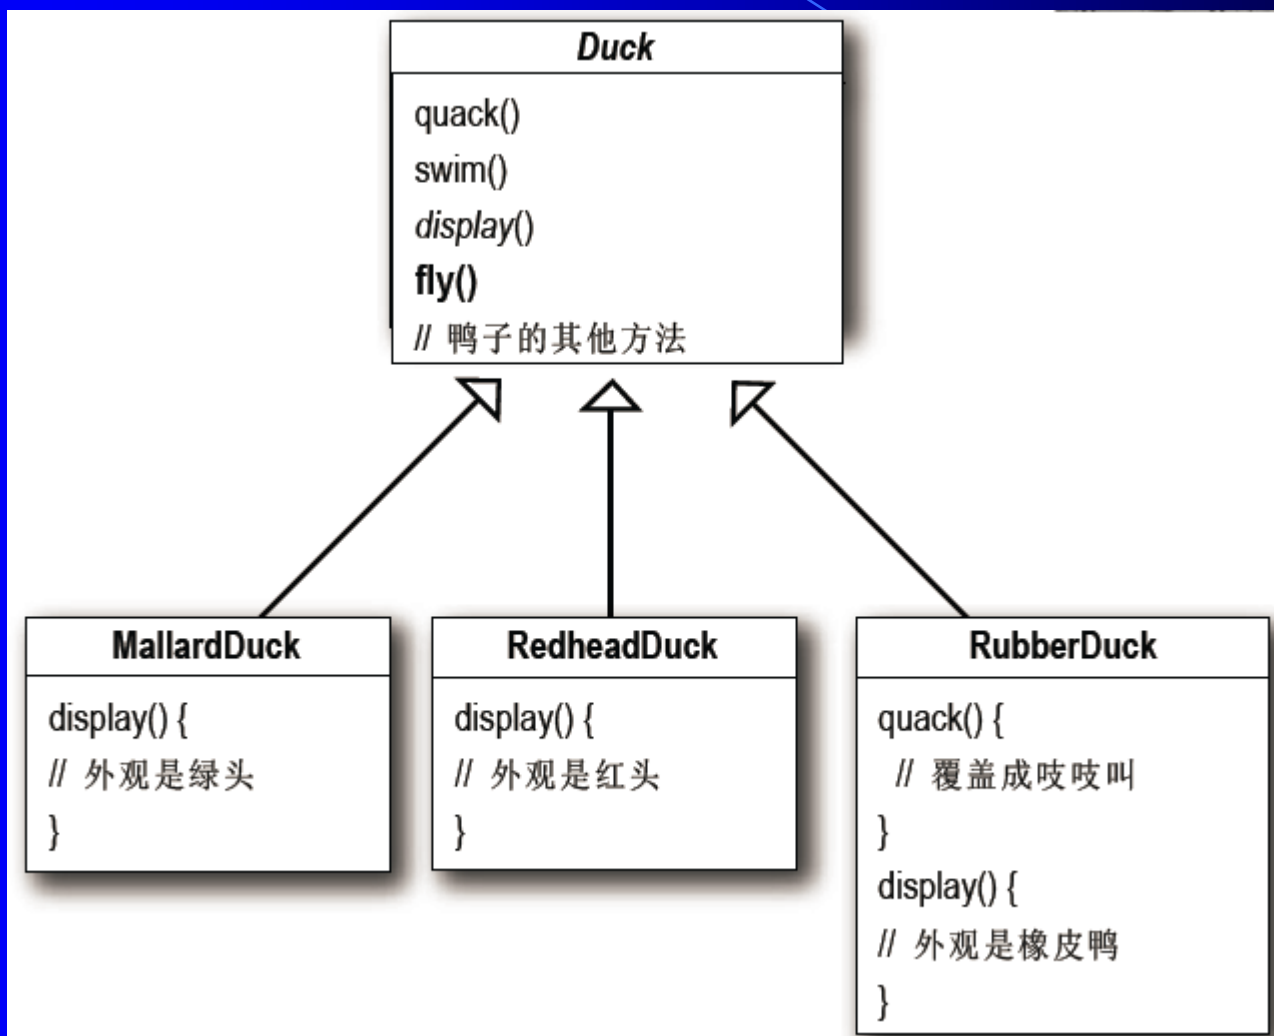 Duck
quack()
swim()
display()
fly()
// 鸭子的其他方法
MallardDuck
display() {
// 外观是绿头
}
RedheadDuck
display() {
// 外观是红头
}
RubberDuck
quack() {
// 覆盖成吱吱叫
}
display() {
// 外观是橡皮鸭
}